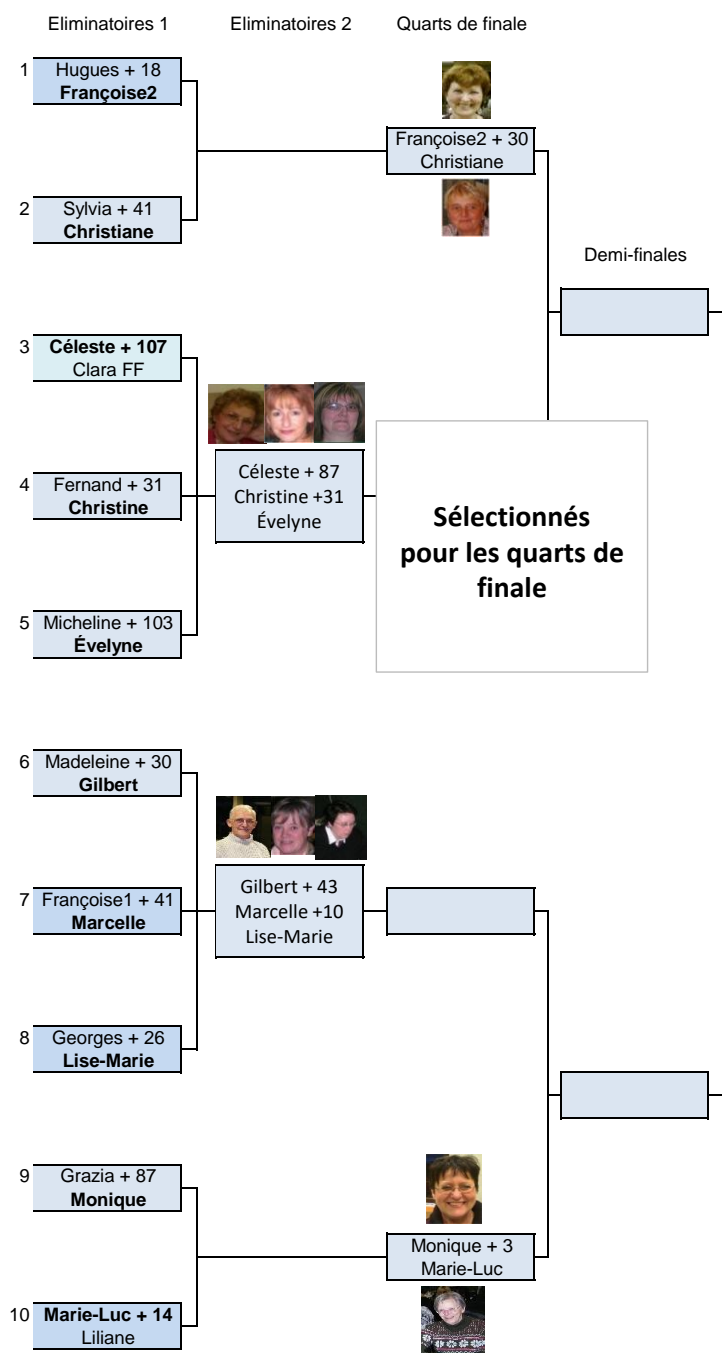 Eliminatoires 1
Eliminatoires 2
Quarts de finale
1
Hugues + 18
Françoise2
Françoise2 + 30
Christiane
2
Sylvia + 41
Christiane
Demi-finales
3
Céleste + 107
Clara FF
4
Fernand + 31
Christine
Céleste + 87
Christine +31
Évelyne
Sélectionnés
pour les quarts de
finale
5
Micheline + 103
Évelyne
6
Madeleine + 30
Gilbert
7
Françoise1 + 41
Marcelle
Gilbert + 43
Marcelle +10
Lise-Marie
8
Georges + 26
Lise-Marie
9
Grazia + 87
Monique
Monique + 3
Marie-Luc
10
Marie-Luc + 14
Liliane